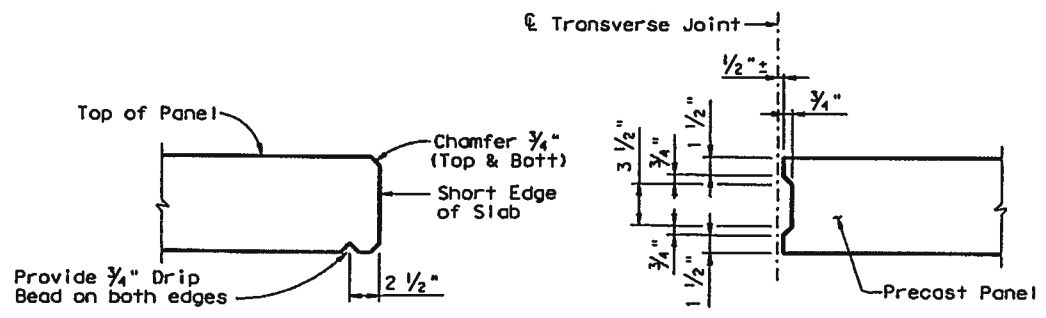 Top of Panel
Chamfer ¾"
(Top & Bott)
Short Edge
of Slab
Provide ¾" Drip
Bead on both edges
2 ½"
℄ Transverse Joint
½"±
¾"
1 ½"
¾"
3 ½"
¾"
1 ½"
Precast Panel